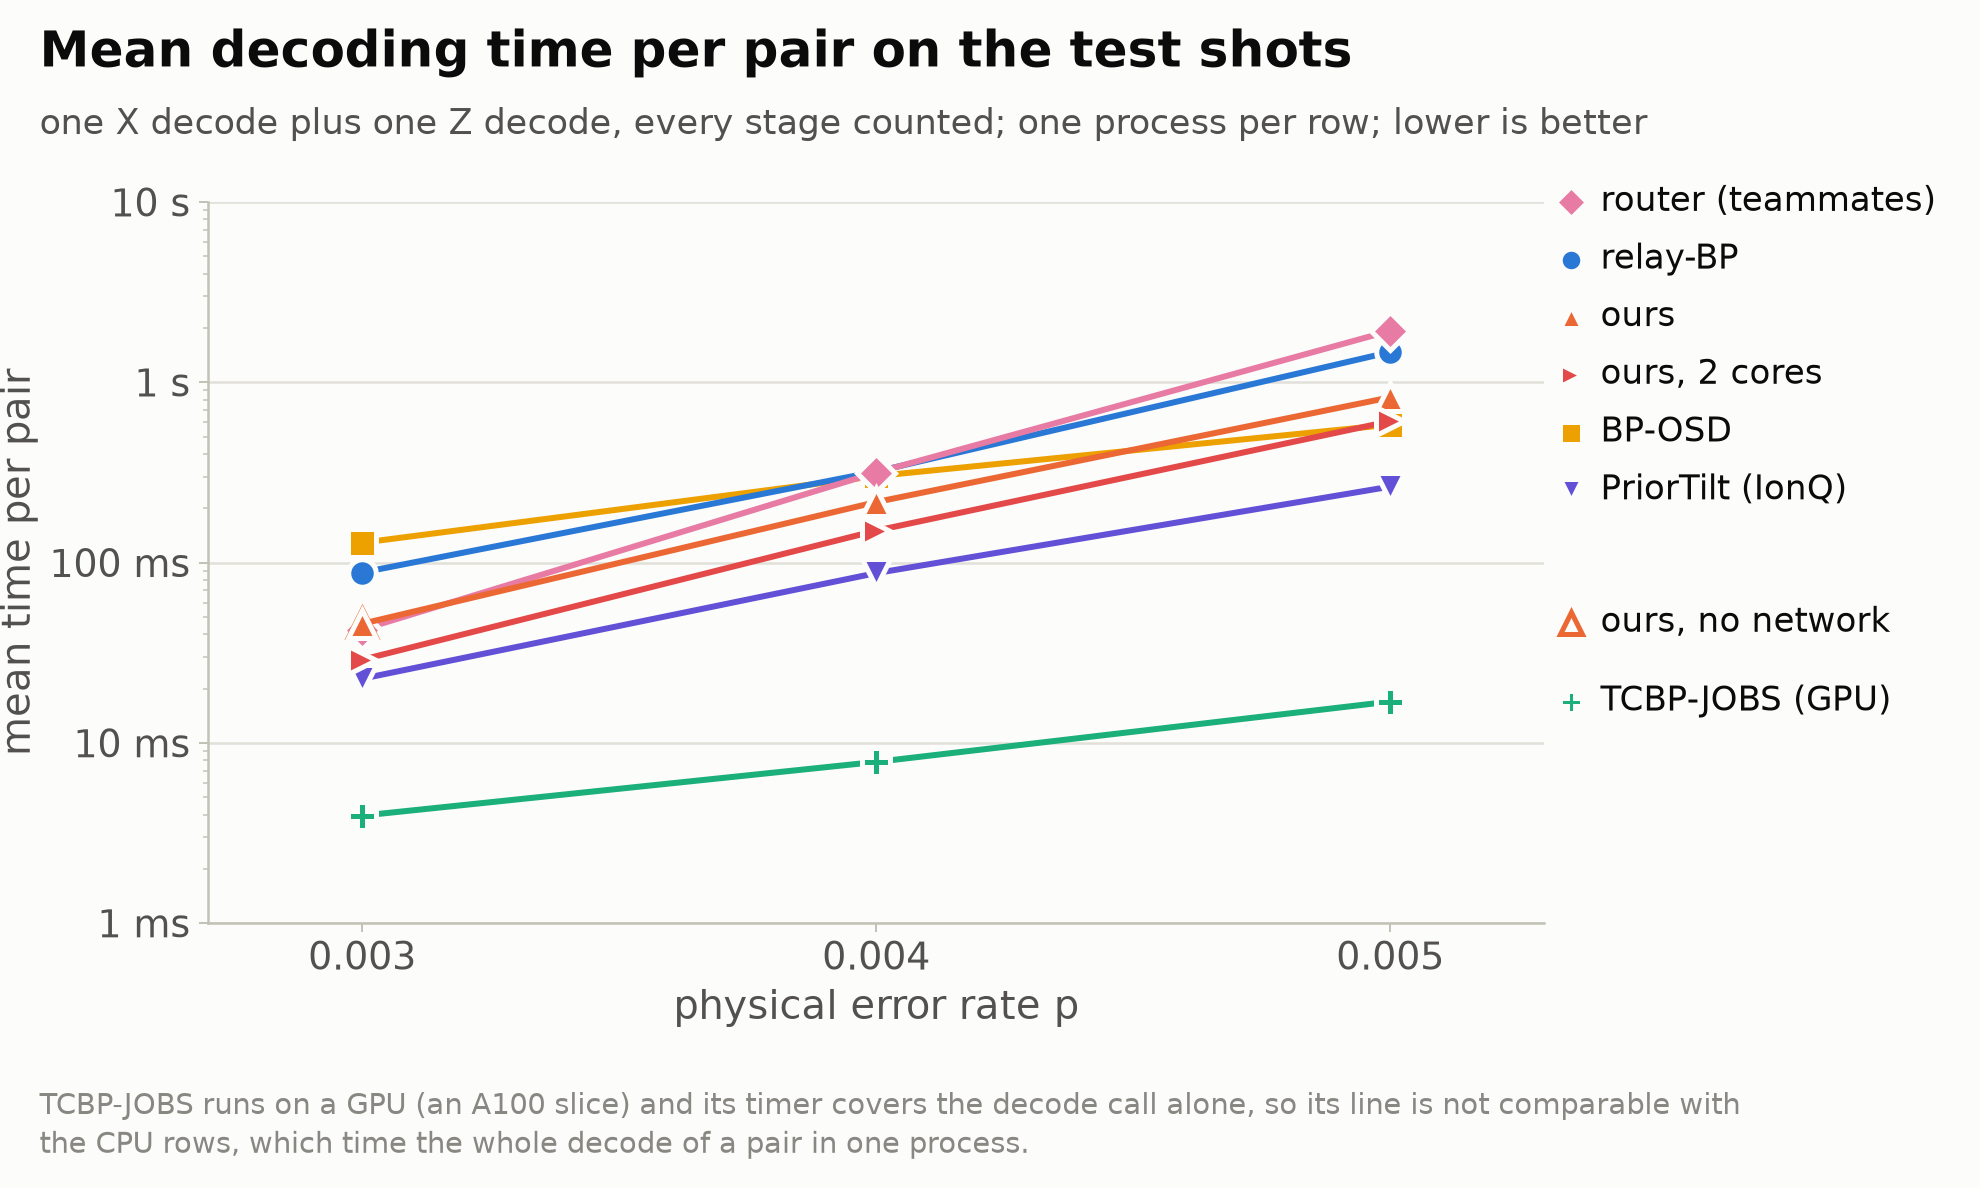 Mean decoding time per pair on the test shots
one X decode plus one Z decode, every stage counted; one process per row; lower is better
mean time per pair
10 s
1 s
100 ms
10 ms
1 ms
0.003
0.004
0.005
physical error rate p
router (teammates)
relay-BP
ours
ours, 2 cores
BP-OSD
PriorTilt (IonQ)
ours, no network
TCBP-JOBS (GPU)
TCBP-JOBS runs on a GPU (an A100 slice) and its timer covers the decode call alone, so its line is not comparable with
the CPU rows, which time the whole decode of a pair in one process.